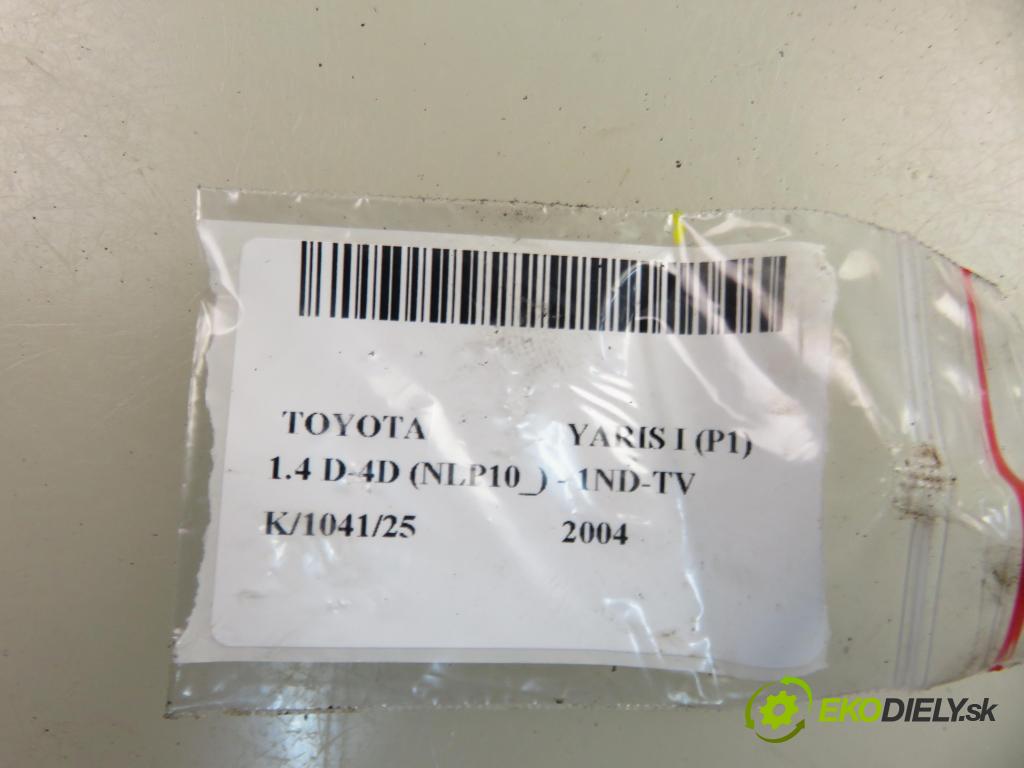 TOYOTA YARIS I (P1)
1.4 D-4D (NLP10_) - 1ND-TV
K/1041/25 2004
EKODIELY.sk